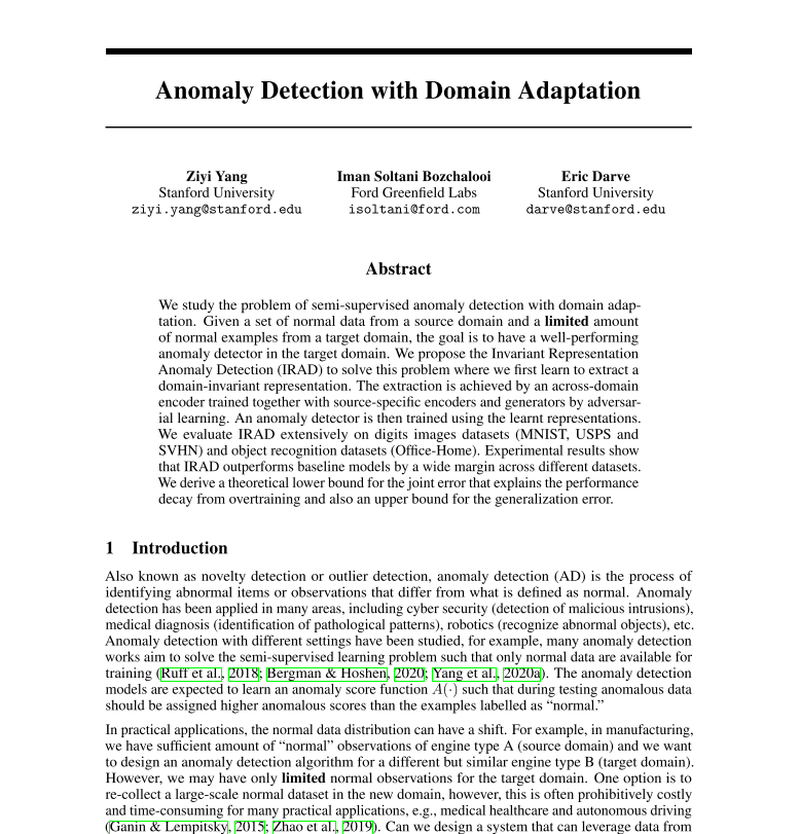 Anomaly Detection with Domain Adaptation
Ziyi Yang
Stanford University
ziyi.yang@stanford.edu
Iman Soltani Bozchalooi
Ford Greenfield Labs
isoltani@ford.com
Eric Darve
Stanford University
darve@stanford.edu
Abstract
We study the problem of semi-supervised anomaly detection with domain adap-
tation. Given a set of normal data from a source domain and a limited amount
of normal examples from a target domain, the goal is to have a well-performing
anomaly detector in the target domain. We propose the Invariant Representation
Anomaly Detection (IRAD) to solve this problem where we first learn to extract a
domain-invariant representation. The extraction is achieved by an across-domain
encoder trained together with source-specific encoders and generators by adversar-
ial learning. An anomaly detector is then trained using the learnt representations.
We evaluate IRAD extensively on digits images datasets (MNIST, USPS and
SVHN) and object recognition datasets (Office-Home). Experimental results show
that IRAD outperforms baseline models by a wide margin across different datasets.
We derive a theoretical lower bound for the joint error that explains the performance
decay from overtraining and also an upper bound for the generalization error.
1 Introduction
Also known as novelty detection or outlier detection, anomaly detection (AD) is the process of
identifying abnormal items or observations that differ from what is defined as normal. Anomaly
detection has been applied in many areas, including cyber security (detection of malicious intrusions),
medical diagnosis (identification of pathological patterns), robotics (recognize abnormal objects), etc.
Anomaly detection with different settings have been studied, for example, many anomaly detection
works aim to solve the semi-supervised learning problem such that only normal data are available for
training (Ruff et al., 2018; Bergman & Hoshen, 2020; Yang et al., 2020a). The anomaly detection
models are expected to learn an anomaly score function A(·) such that during testing anomalous data
should be assigned higher anomalous scores than the examples labelled as “normal.”
In practical applications, the normal data distribution can have a shift. For example, in manufacturing,
we have sufficient amount of “normal” observations of engine type A (source domain) and we want
to design an anomaly detection algorithm for a different but similar engine type B (target domain).
However, we may have only limited normal observations for the target domain. One option is to
re-collect a large-scale normal dataset in the new domain, however, this is often prohibitively costly
and time-consuming for many practical applications, e.g., medical healthcare and autonomous driving
(Ganin & Lempitsky, 2015; Zhao et al., 2019). Can we design a system that can leverage data from